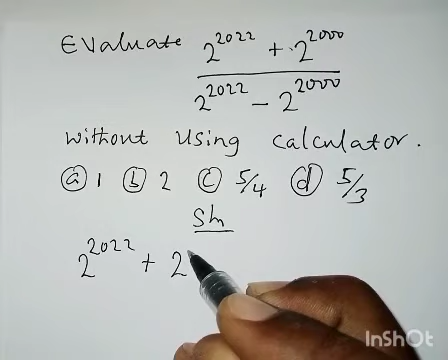 Evaluate 2^2022 + 2^2000
2^2022 - 2^2000
without using calculator.
(a) 1 (b) 2 (c) 5/4 (d) 5/3
Sln
2^2022 + 2
InShOt